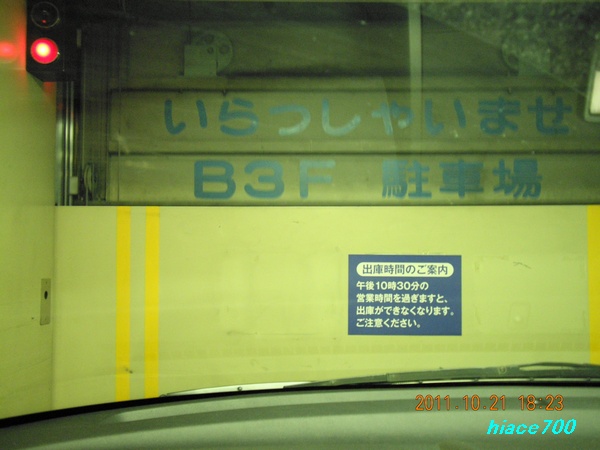 いらっしゃいませ
B3F 駐車場
出庫時間のご案内
午後10時30分の
営業時間を過ぎますと、
出庫ができなくなります。
ご注意ください。
2011.10.21 18:23
hiace700